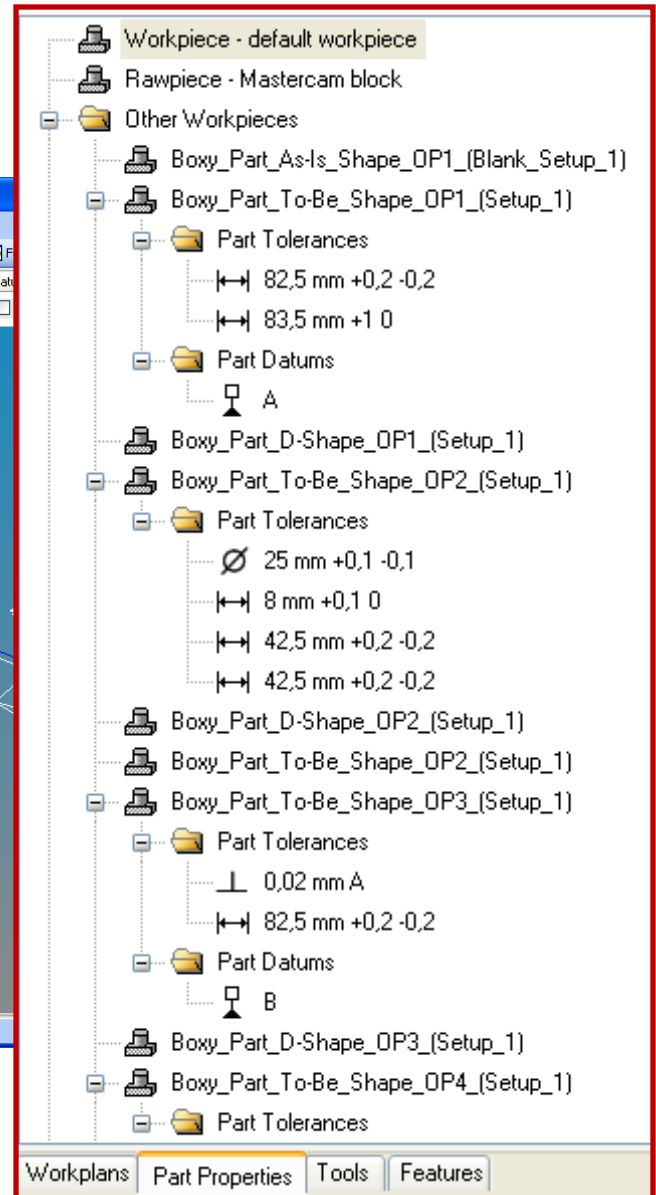 Workpiece - default workpiece
Rawpiece - Mastercam block
Other Workpieces
Boxy_Part_As-Is_Shape_OP1_(Blank_Setup_1)
Boxy_Part_To-Be_Shape_OP1_(Setup_1)
Part Tolerances
82,5 mm +0,2 -0,2
83,5 mm +1 0
Part Datums
A
Boxy_Part_D-Shape_OP1_(Setup_1)
Boxy_Part_To-Be_Shape_OP2_(Setup_1)
Part Tolerances
Ø 25 mm +0,1 -0,1
8 mm +0,1 0
42,5 mm +0,2 -0,2
42,5 mm +0,2 -0,2
Boxy_Part_D-Shape_OP2_(Setup_1)
Boxy_Part_To-Be_Shape_OP2_(Setup_1)
Boxy_Part_To-Be_Shape_OP3_(Setup_1)
Part Tolerances
⊥ 0,02 mm A
82,5 mm +0,2 -0,2
Part Datums
B
Boxy_Part_D-Shape_OP3_(Setup_1)
Boxy_Part_To-Be_Shape_OP4_(Setup_1)
Part Tolerances
Workplans Part Properties Tools Features